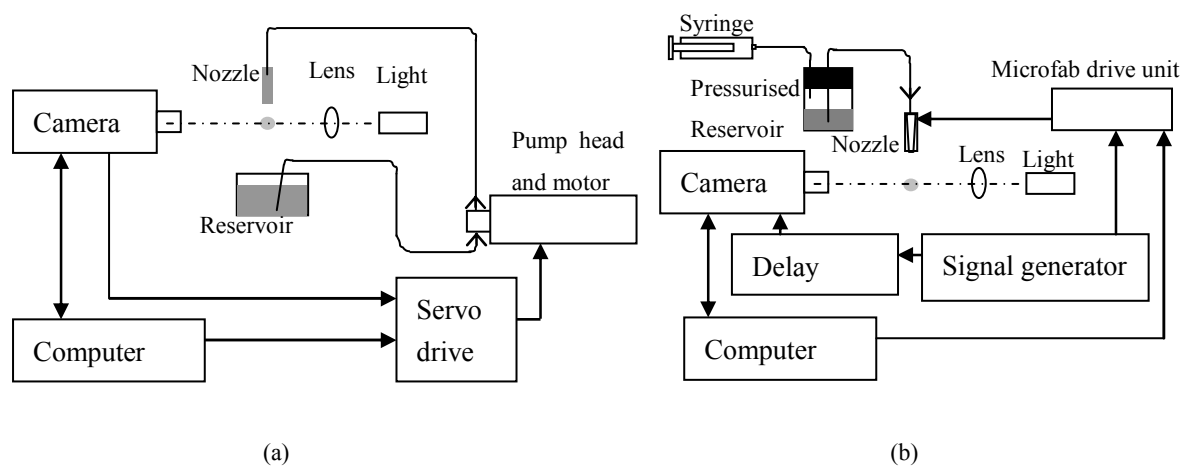 Nozzle
Lens
Light
Camera
Pump head
and motor
Reservoir
Servo
drive
Computer
(a)
Syringe
Pressurised
Reservoir
Microfab drive unit
Nozzle
Lens
Light
Camera
Delay
Signal generator
Computer
(b)